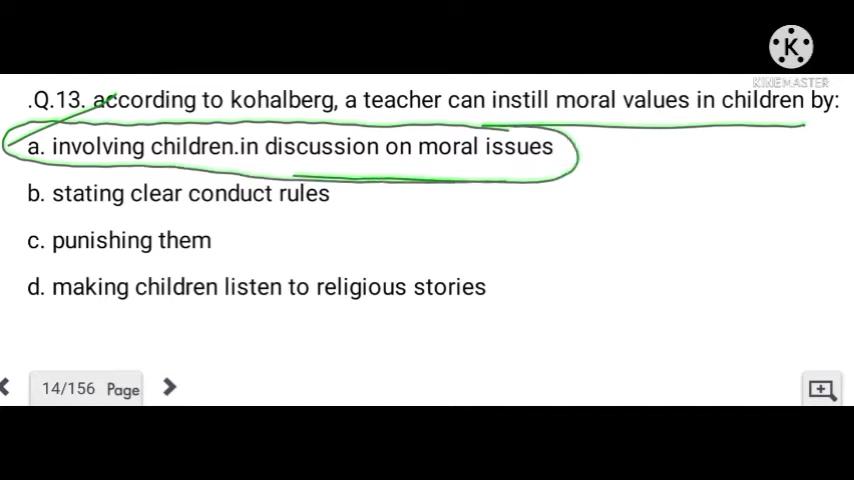 K
KINEMASTER
.Q.13. according to kohalberg, a teacher can instill moral values in children by:
a. involving children.in discussion on moral issues
b. stating clear conduct rules
c. punishing them
d. making children listen to religious stories
14/156 Page